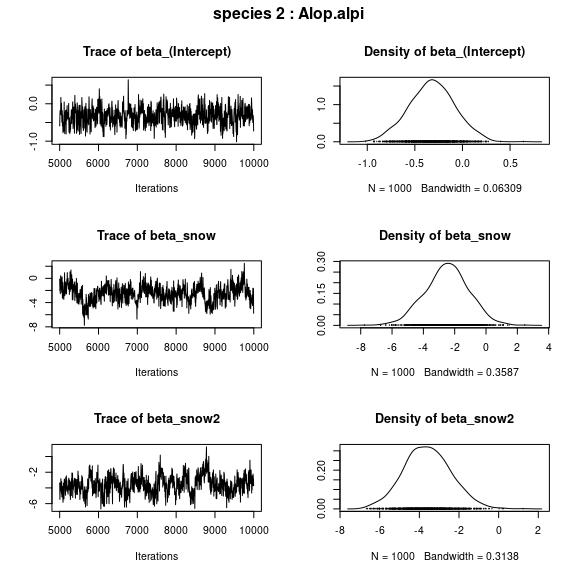 species 2 : Alop.alpi
Trace of beta_(Intercept)
0.0
-1.0
5000 6000 7000 8000 9000 10000
Iterations
Density of beta_(Intercept)
1.0
0.0
-1.0 -0.5 0.0 0.5
N = 1000 Bandwidth = 0.06309
Trace of beta_snow
0
-4
-8
5000 6000 7000 8000 9000 10000
Iterations
Density of beta_snow
0.30
0.15
0.00
-8 -6 -4 -2 0 2 4
N = 1000 Bandwidth = 0.3587
Trace of beta_snow2
-2
-6
5000 6000 7000 8000 9000 10000
Iterations
Density of beta_snow2
0.20
0.00
-8 -6 -4 -2 0 2
N = 1000 Bandwidth = 0.3138